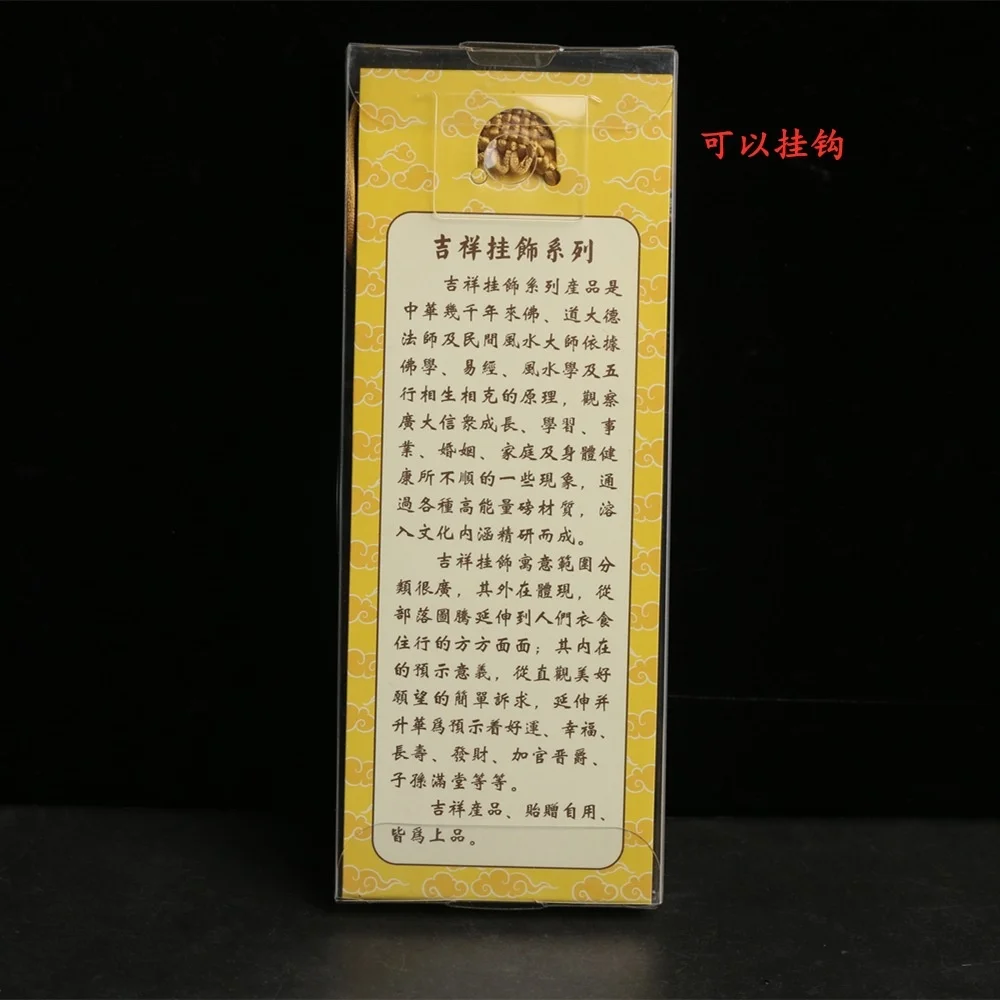 可以挂钩
吉祥挂飾系列
吉祥挂飾系列産品是
中華幾千年來佛、道大德
法師及民間風水大師依據
佛學、易經、風水學及五
行相生相克的原理，觀察
廣大信衆成長、學習、事
業、婚姻、家庭及身體健
康所不順的一些現象，通
過各種高能量磅材質，溶
入文化内涵精研而成。
吉祥挂飾寓意範圍分
類很廣，其外在體現，從
部落圖騰延伸到人們衣食
住行的方方面面；其内在
的預示意義，從直觀美好
願望的簡單訴求，延伸并
升華爲預示着好運、幸福、
長壽、發財、加官晋爵、
子孫滿堂等等。
吉祥産品、貽贈自用、
皆爲上品。